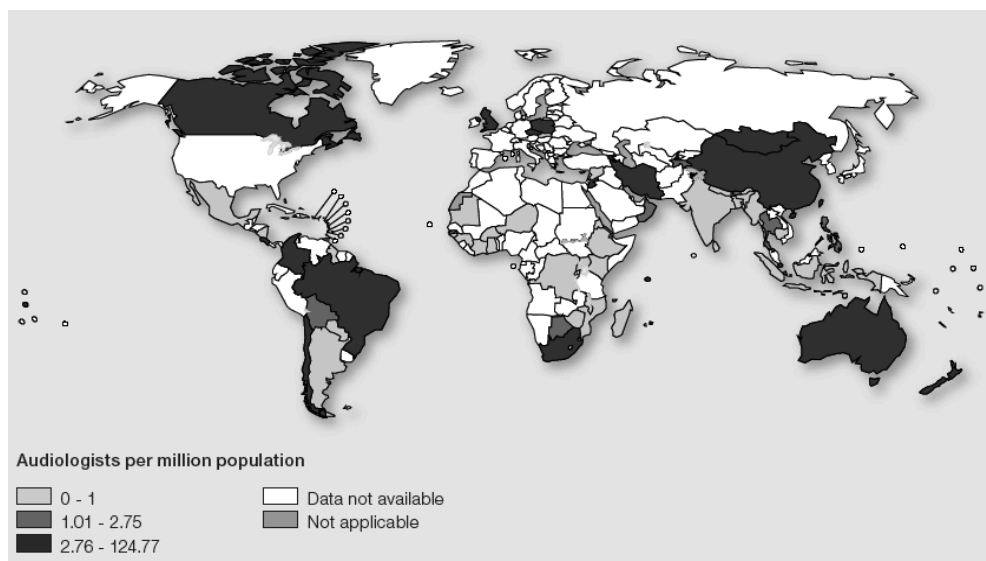 Audiologists per million population
0 - 1
1.01 - 2.75
2.76 - 124.77
Data not available
Not applicable